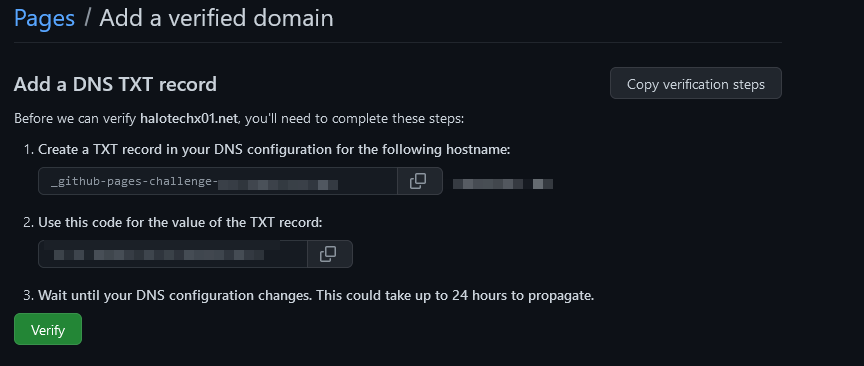 Pages / Add a verified domain
Add a DNS TXT record
Copy verification steps
Before we can verify halotechx01.net, you'll need to complete these steps:
1. Create a TXT record in your DNS configuration for the following hostname:
_github-pages-challenge-
2. Use this code for the value of the TXT record:
3. Wait until your DNS configuration changes. This could take up to 24 hours to propagate.
Verify